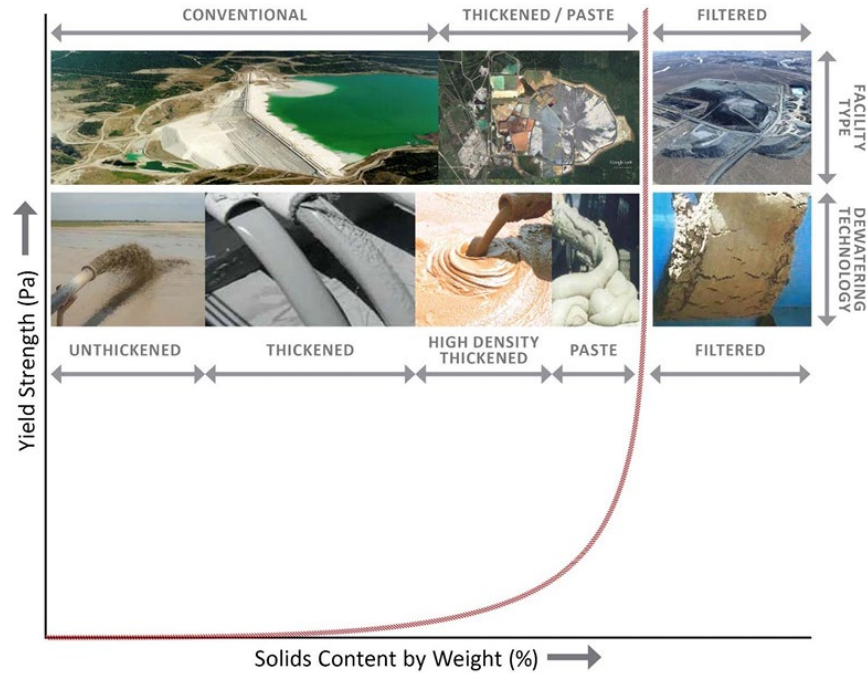 CONVENTIONAL
THICKENED / PASTE
FILTERED
FACILITY
TYPE
DEWATERING
TECHNOLOGY
UNTHICKENED
THICKENED
HIGH DENSITY
THICKENED
PASTE
FILTERED
Yield Strength (Pa)
Solids Content by Weight (%)